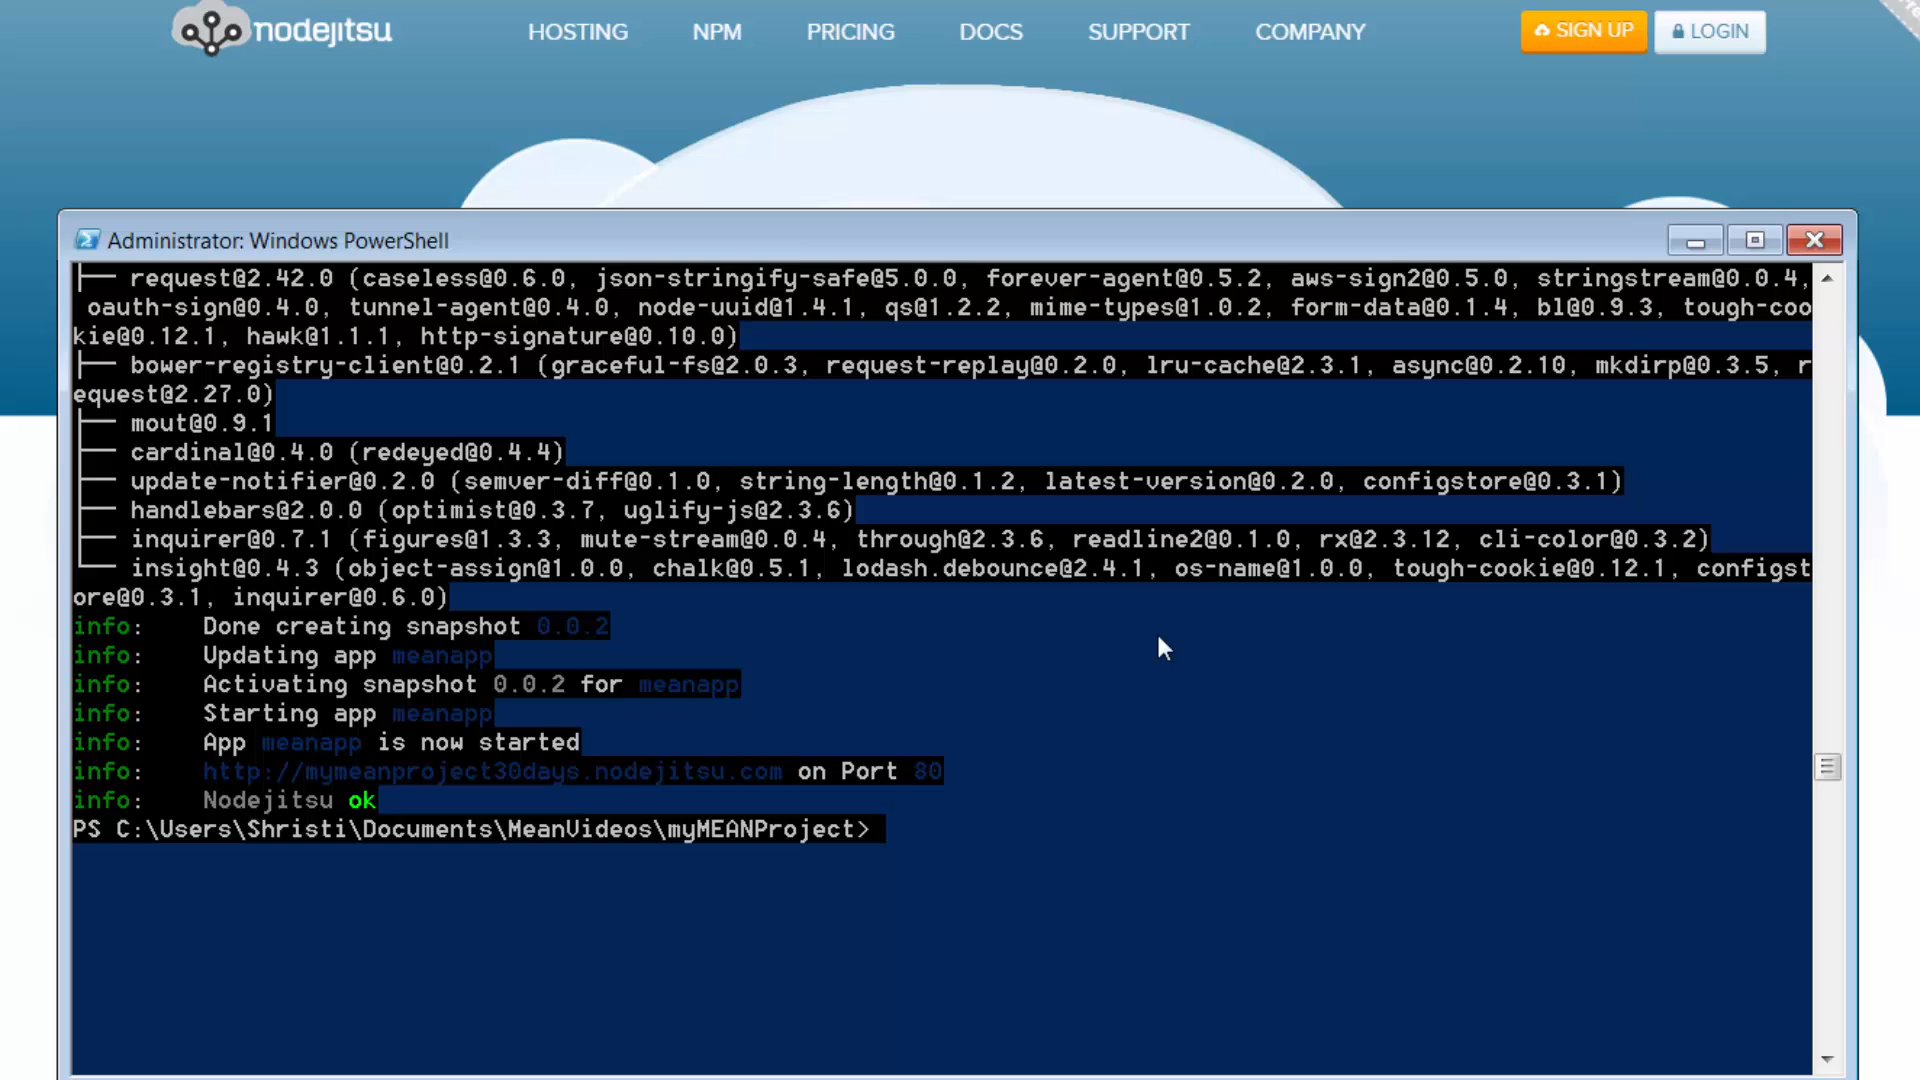 nodejitsu HOSTING NPM PRICING DOCS SUPPORT COMPANY SIGN UP LOGIN
Administrator: Windows PowerShell
├── request@2.42.0 (caseless@0.6.0, json-stringify-safe@5.0.0, forever-agent@0.5.2, aws-sign2@0.5.0, stringstream@0.0.4,
oauth-sign@0.4.0, tunnel-agent@0.4.0, node-uuid@1.4.1, qs@1.2.2, mime-types@1.0.2, form-data@0.1.4, bl@0.9.3, tough-coo
kie@0.12.1, hawk@1.1.1, http-signature@0.10.0)
├── bower-registry-client@0.2.1 (graceful-fs@2.0.3, request-replay@0.2.0, lru-cache@2.3.1, async@0.2.10, mkdirp@0.3.5, r
equest@2.27.0)
├── mout@0.9.1
├── cardinal@0.4.0 (redeyed@0.4.4)
├── update-notifier@0.2.0 (semver-diff@0.1.0, string-length@0.1.2, latest-version@0.2.0, configstore@0.3.1)
├── handlebars@2.0.0 (optimist@0.3.7, uglify-js@2.3.6)
├── inquirer@0.7.1 (figures@1.3.3, mute-stream@0.0.4, through@2.3.6, readline2@0.1.0, rx@2.3.12, cli-color@0.3.2)
└── insight@0.4.3 (object-assign@1.0.0, chalk@0.5.1, lodash.debounce@2.4.1, os-name@1.0.0, tough-cookie@0.12.1, configst
ore@0.3.1, inquirer@0.6.0)
info: Done creating snapshot 0.0.2
info: Updating app meanapp
info: Activating snapshot 0.0.2 for meanapp
info: Starting app meanapp
info: App meanapp is now started
info: http://mymeanproject30days.nodejitsu.com on Port 80
info: Nodejitsu ok
PS C:\Users\Shristi\Documents\MeanVideos\myMEANProject>